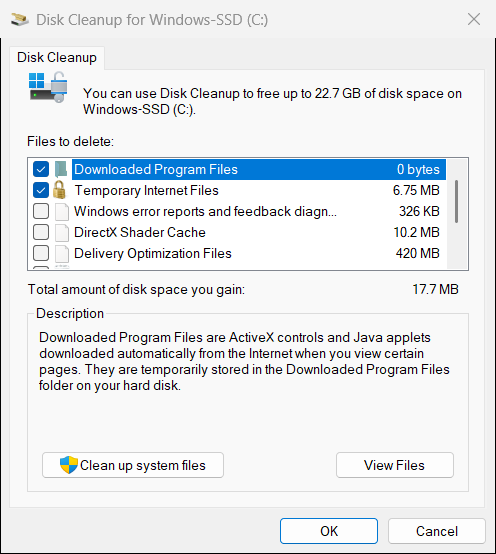 Disk Cleanup for Windows-SSD (C:)
Disk Cleanup
You can use Disk Cleanup to free up to 22.7 GB of disk space on
Windows-SSD (C:).
Files to delete:
Downloaded Program Files 0 bytes
Temporary Internet Files 6.75 MB
Windows error reports and feedback diagn... 326 KB
DirectX Shader Cache 10.2 MB
Delivery Optimization Files 420 MB
Total amount of disk space you gain: 17.7 MB
Description
Downloaded Program Files are ActiveX controls and Java applets
downloaded automatically from the Internet when you view certain
pages. They are temporarily stored in the Downloaded Program Files
folder on your hard disk.
Clean up system files View Files
OK Cancel